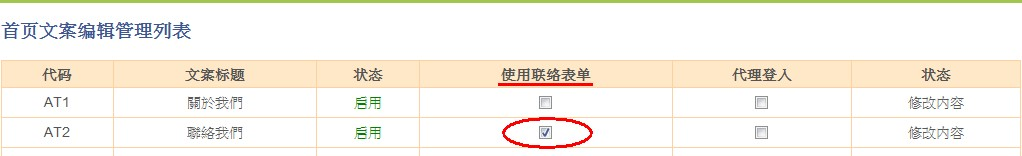 首页文案编辑管理列表
代码 文案标题 状态 使用联络表单 代理登入 状态
AT1 關於我們 启用 修改内容
AT2 聯絡我們 启用 修改内容